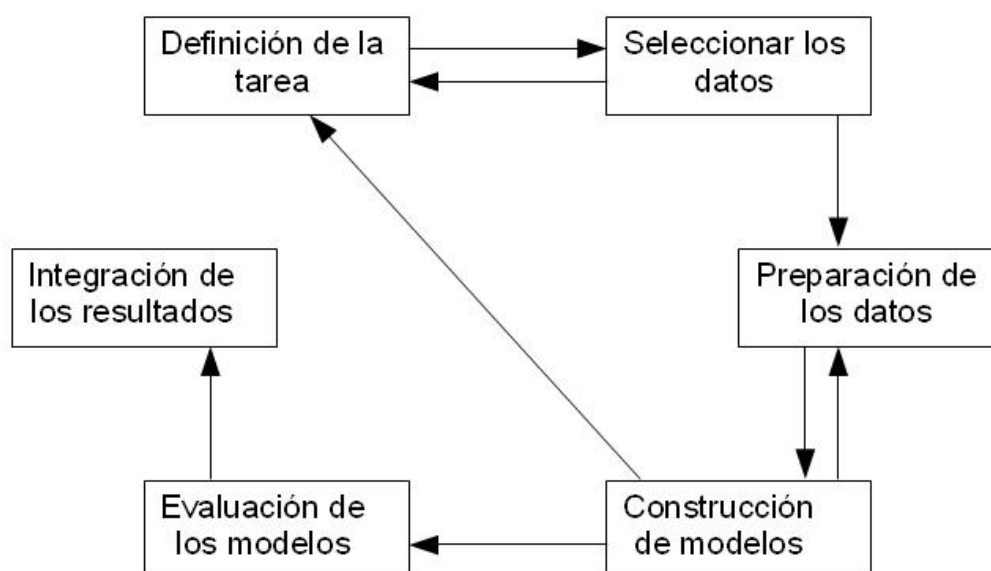 Definición de la
tarea
Seleccionar los
datos
Integración de
los resultados
Preparación de
los datos
Evaluación de
los modelos
Construcción
de modelos